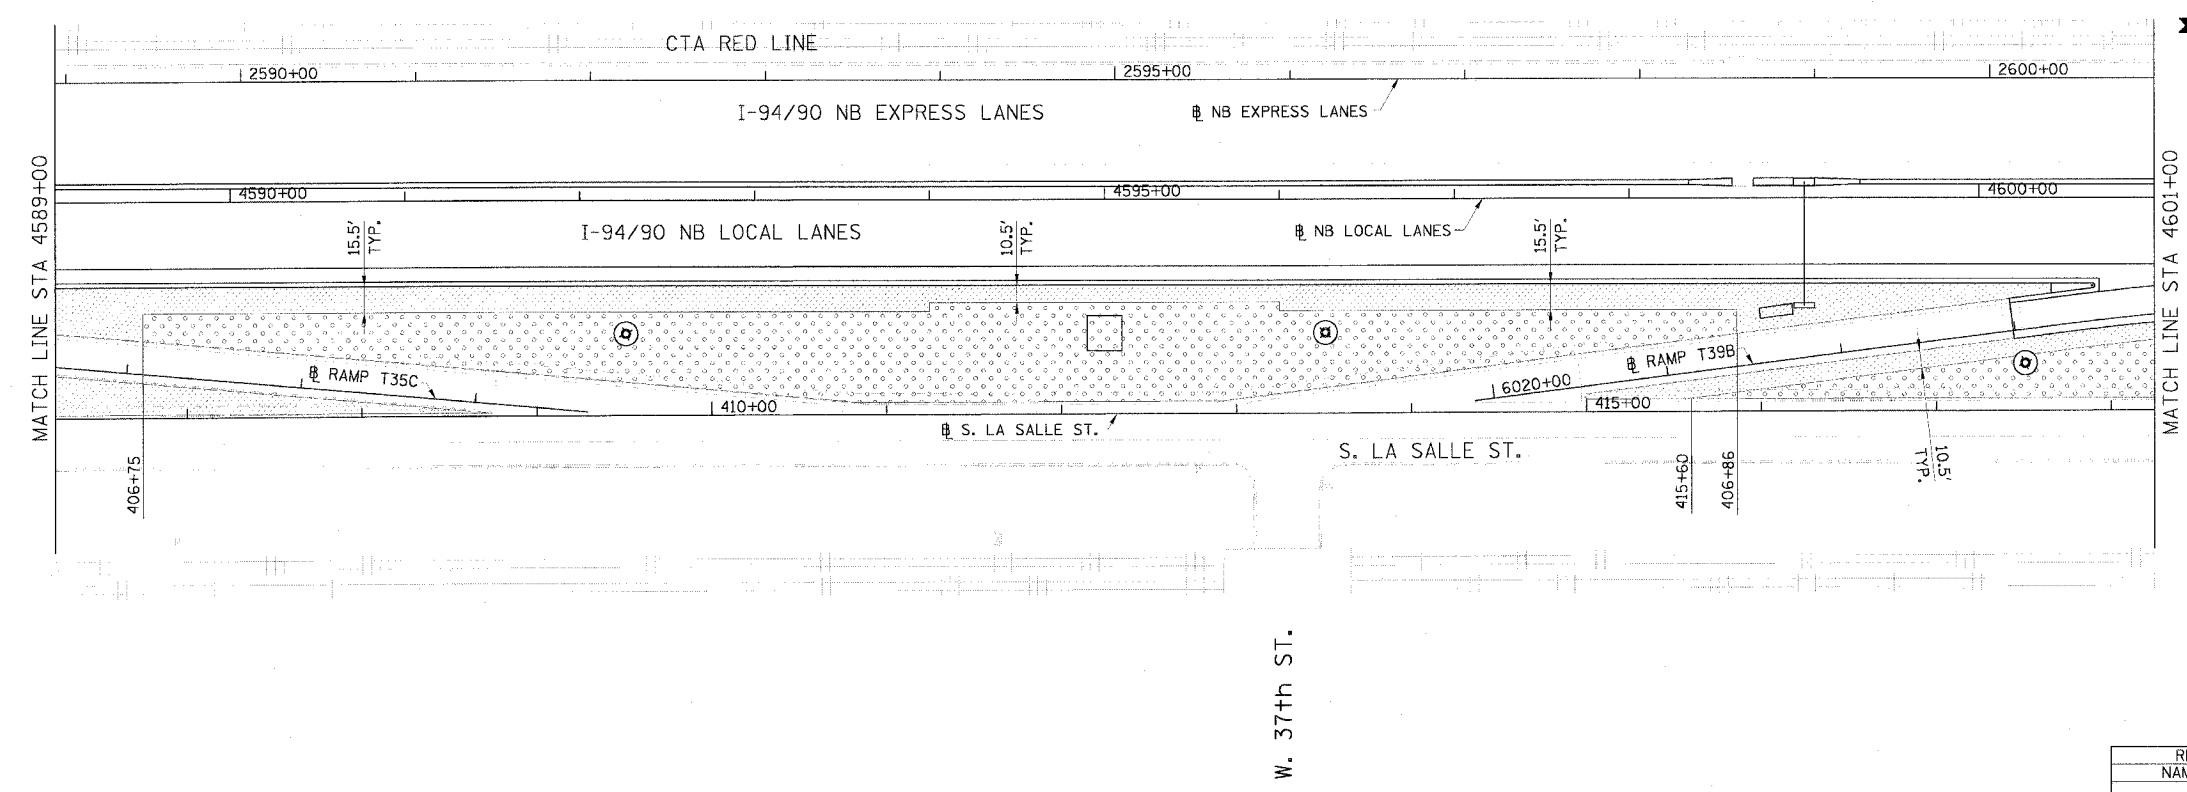 CTA RED LINE
2590+00
2595+00
2600+00
I-94/90 NB EXPRESS LANES
℄ NB EXPRESS LANES
MATCH LINE STA 4589+00
4590+00
4595+00
4600+00
MATCH LINE STA 4601+00
15.5'
TYP.
I-94/90 NB LOCAL LANES
10.5'
TYP.
℄ NB LOCAL LANES
15.5'
TYP.
℄ RAMP T35C
℄ RAMP T39B
6020+00
410+00
415+00
℄ S. LA SALLE ST.
S. LA SALLE ST.
406+75
415+60
406+86
10.5'
TYP.
W. 37th ST.